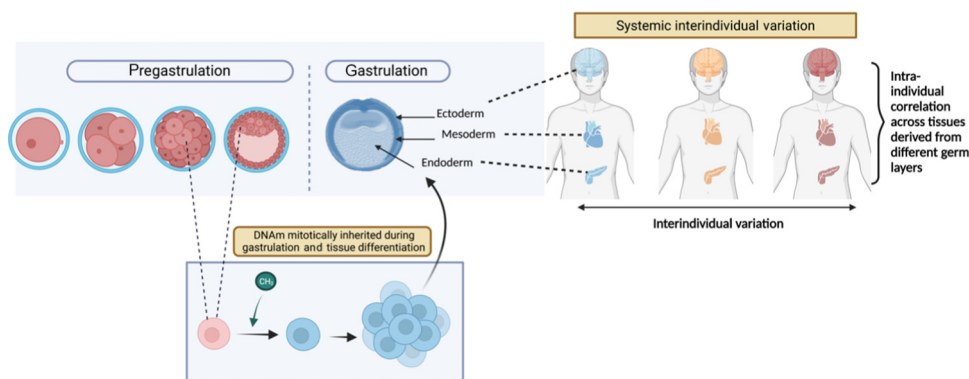 Systemic interindividual variation
Pregastrulation
Gastrulation
Ectoderm
Mesoderm
Endoderm
Intra-
individual
correlation
across tissues
derived from
different germ
layers
Interindividual variation
DNAm mitotically inherited during
gastrulation and tissue differentiation
CH₃